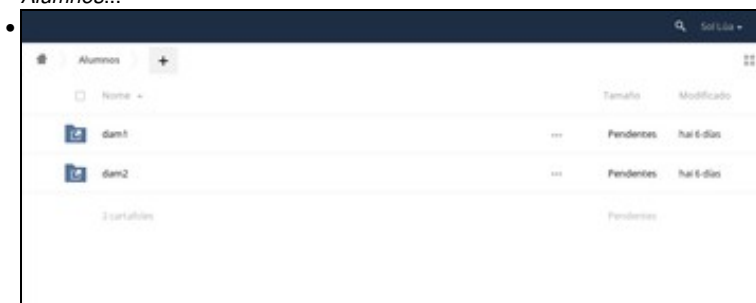 Alumnos...
Sol Lúa
Alumnos +
Nome Tamaño Modificado
dam1 ... Pendentes hai 6 días
dam2 ... Pendentes hai 6 días
2 cartafoles Pendentes